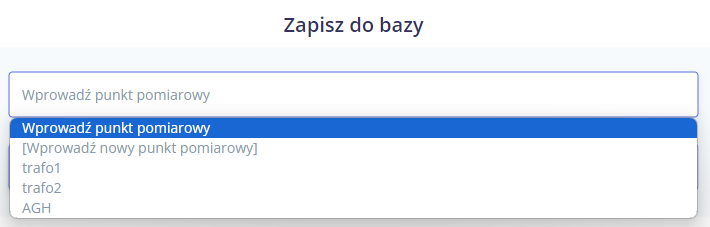 Zapisz do bazy
Wprowadź punkt pomiarowy
Wprowadź punkt pomiarowy
[Wprowadź nowy punkt pomiarowy]
trafo1
trafo2
AGH